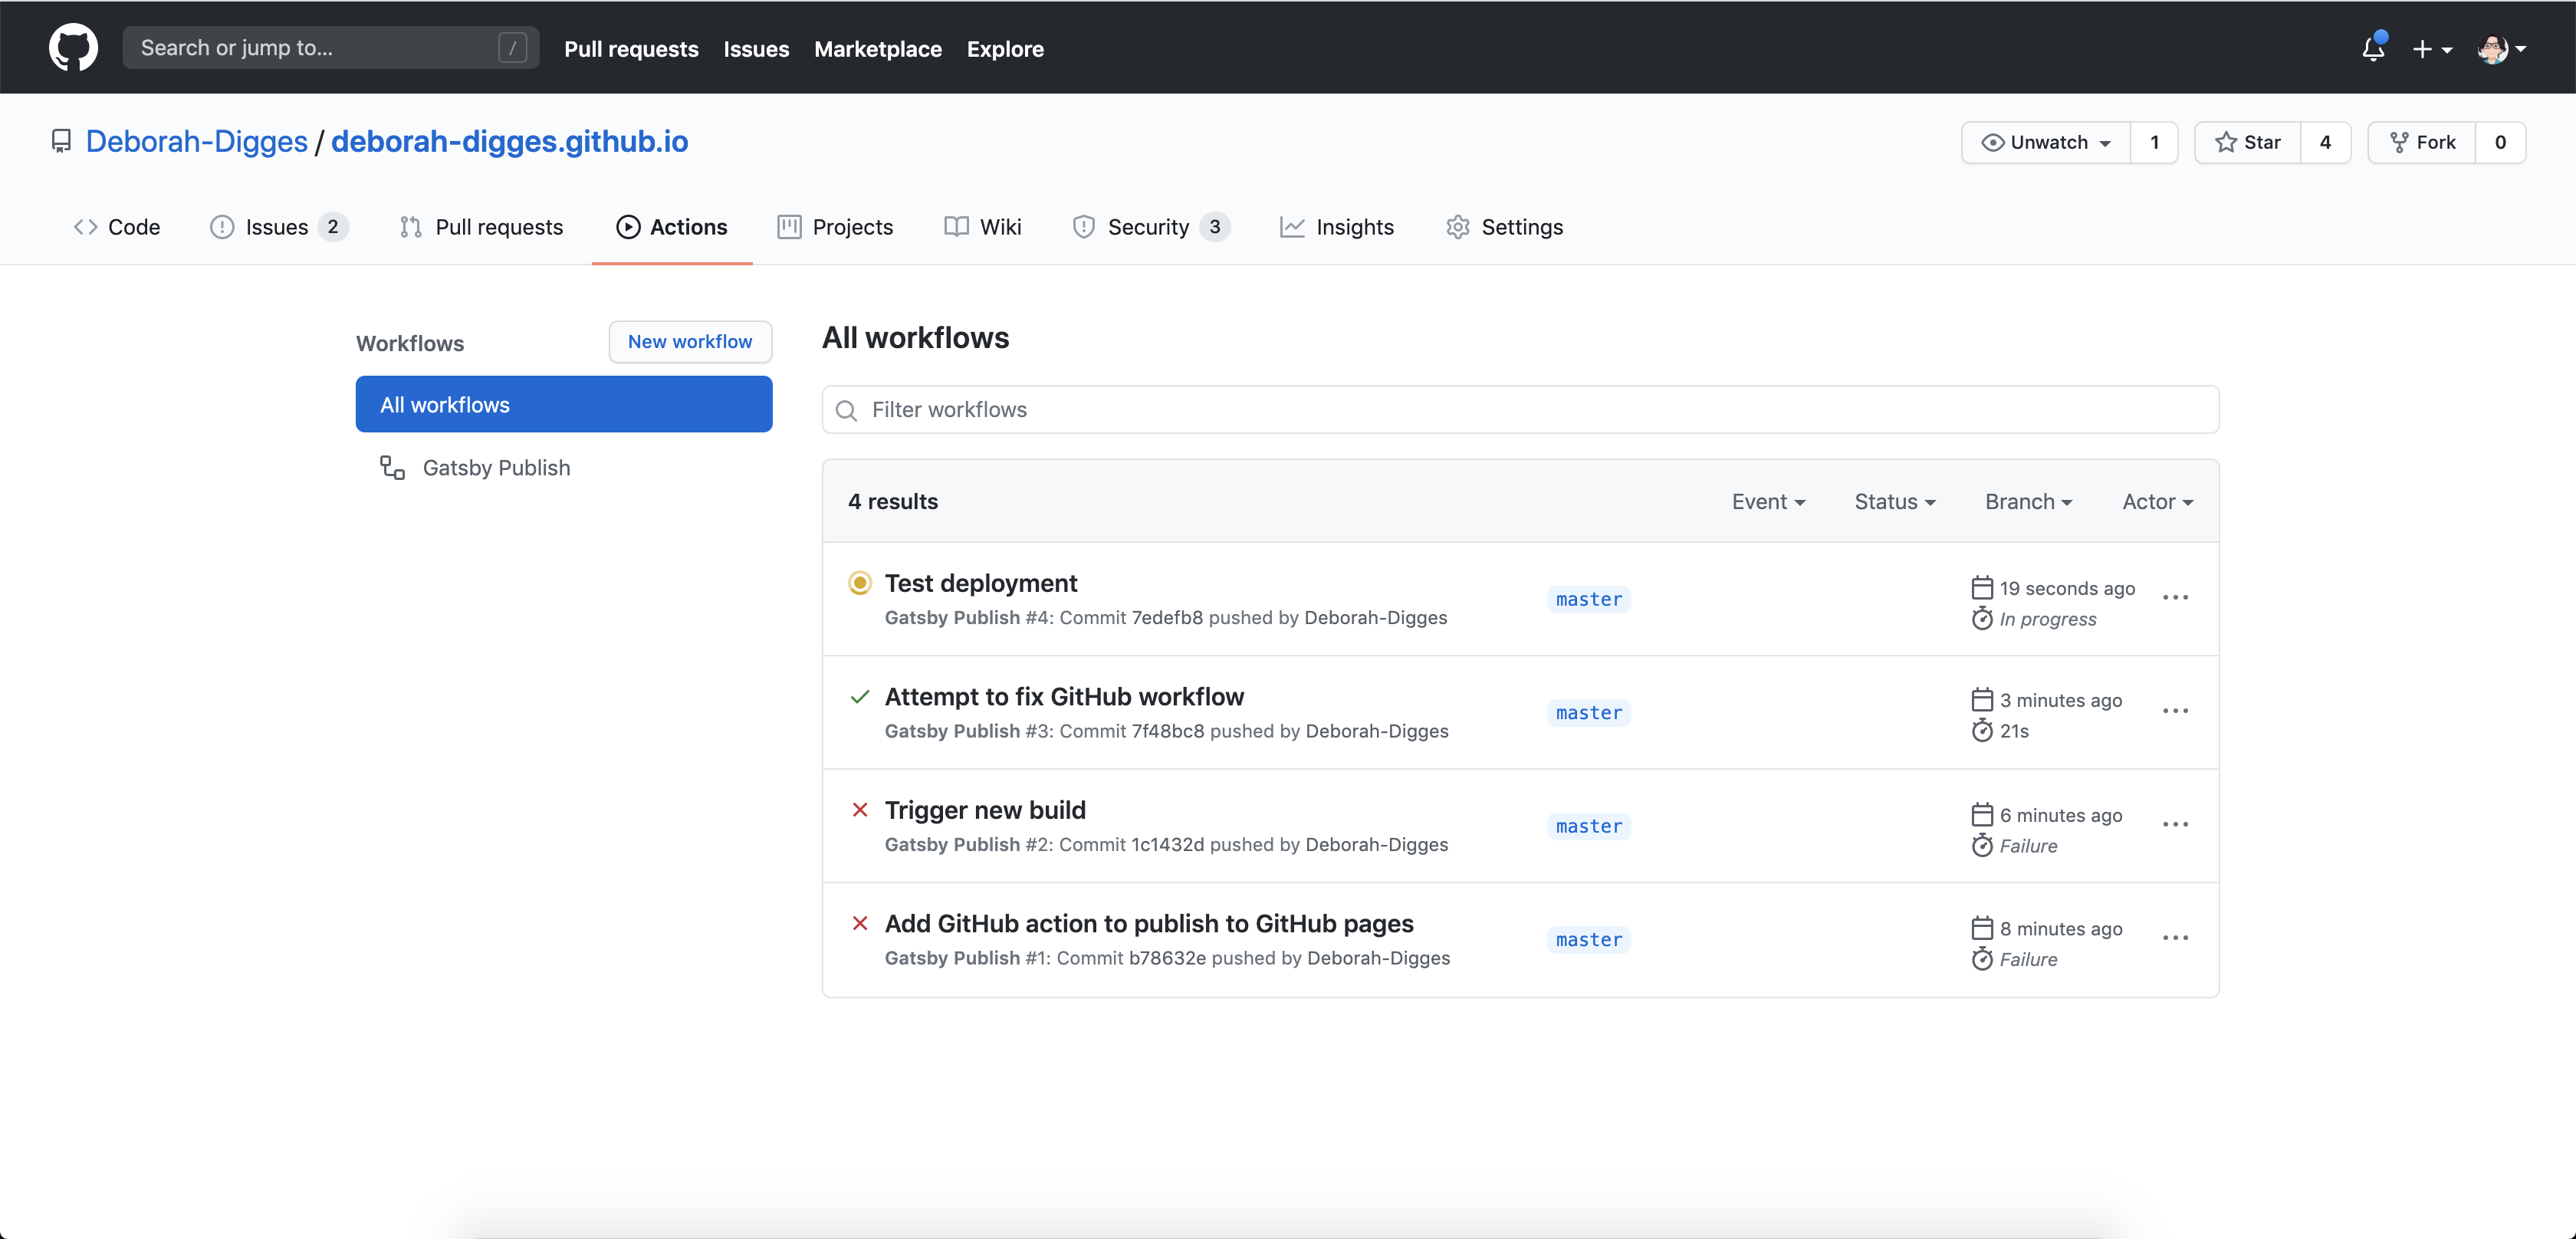 Search or jump to... /
Pull requests Issues Marketplace Explore
Deborah-Digges / deborah-digges.github.io
Unwatch 1 Star 4 Fork 0
Code Issues 2 Pull requests Actions Projects Wiki Security 3 Insights Settings
Workflows
New workflow
All workflows
Gatsby Publish
All workflows
Filter workflows
4 results Event Status Branch Actor
Test deployment
Gatsby Publish #4: Commit 7edefb8 pushed by Deborah-Digges
master
19 seconds ago
In progress
Attempt to fix GitHub workflow
Gatsby Publish #3: Commit 7f48bc8 pushed by Deborah-Digges
master
3 minutes ago
21s
Trigger new build
Gatsby Publish #2: Commit 1c1432d pushed by Deborah-Digges
master
6 minutes ago
Failure
Add GitHub action to publish to GitHub pages
Gatsby Publish #1: Commit b78632e pushed by Deborah-Digges
master
8 minutes ago
Failure